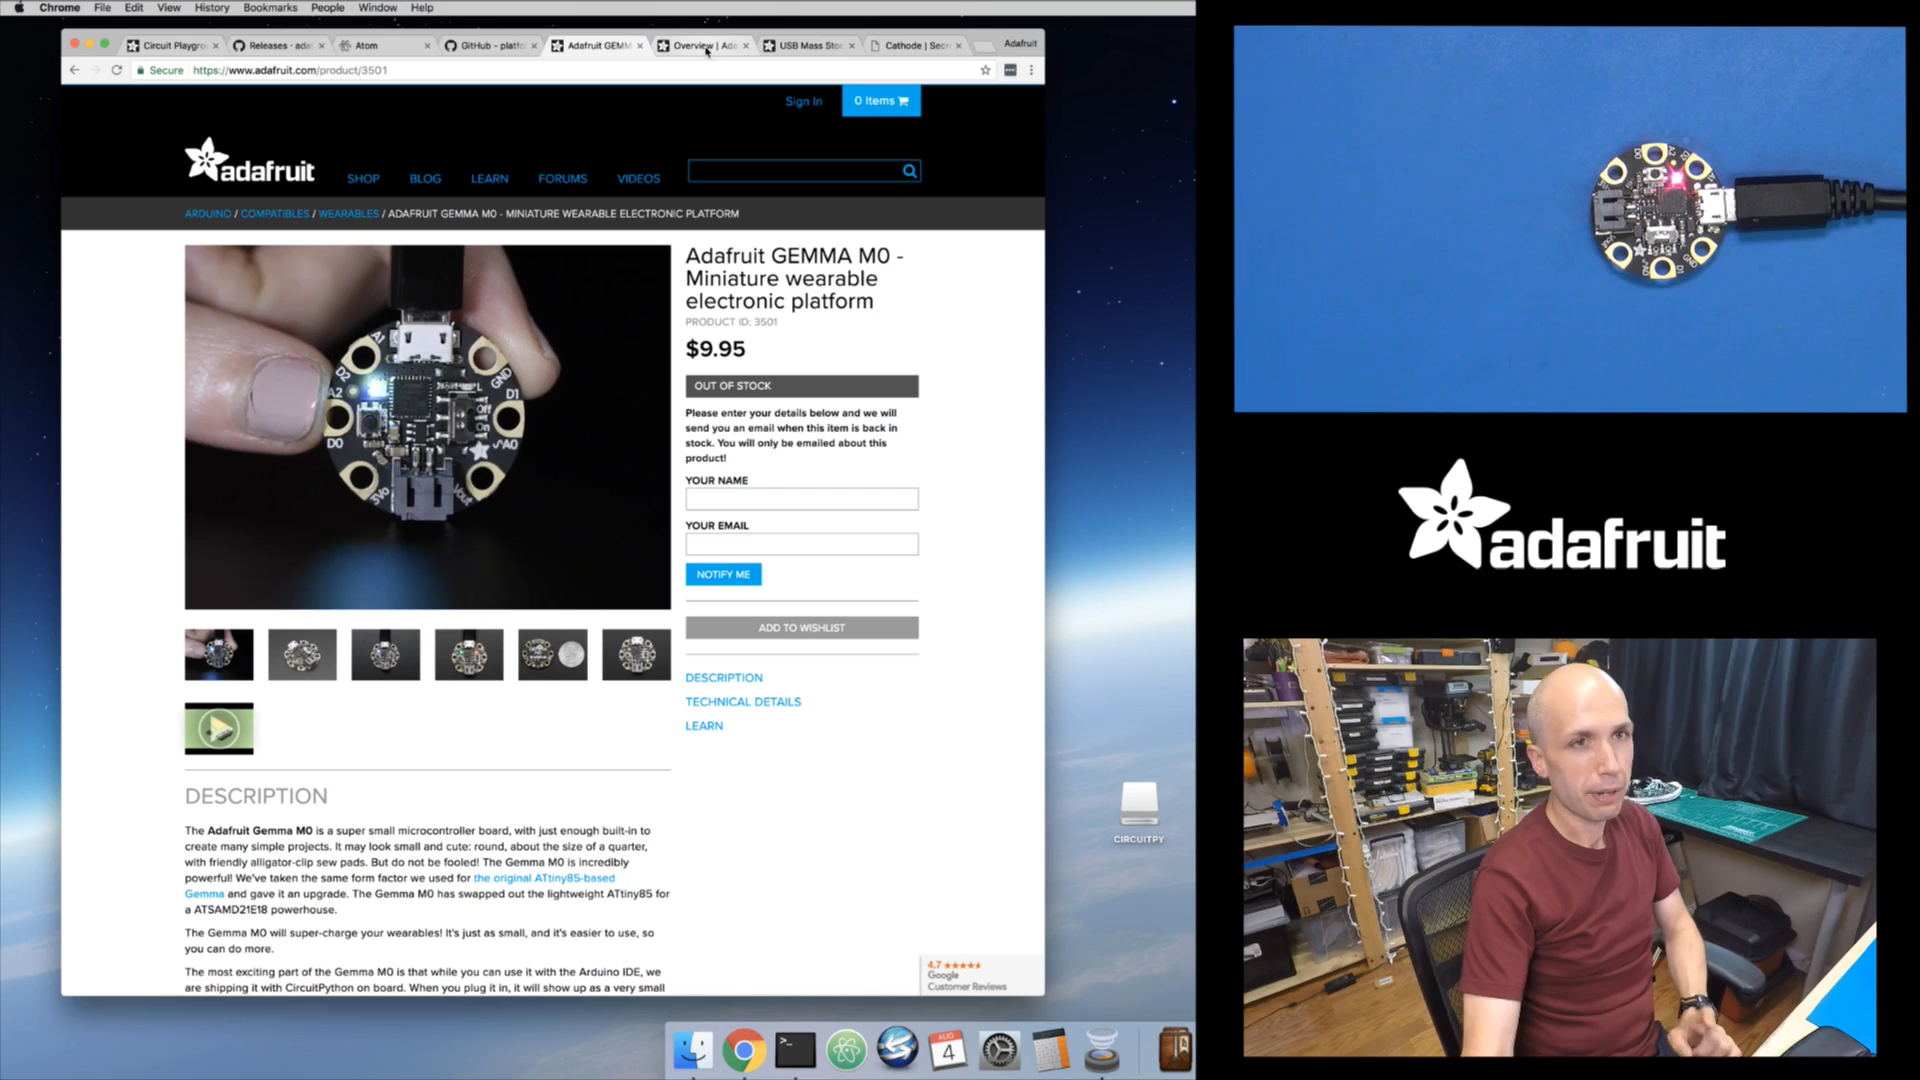 Chrome File Edit View History Bookmarks People Window Help
Circuit Playgro Releases · ada Atom GitHub - platfo Adafruit GEMM Overview | Ada USB Mass Stor Cathode | Secr Adafruit
Secure https://www.adafruit.com/product/3501
Sign In 0 Items
adafruit SHOP BLOG LEARN FORUMS VIDEOS
ARDUINO / COMPATIBLES / WEARABLES / ADAFRUIT GEMMA M0 - MINIATURE WEARABLE ELECTRONIC PLATFORM
Adafruit GEMMA M0 -
Miniature wearable
electronic platform
PRODUCT ID: 3501
$9.95
OUT OF STOCK
Please enter your details below and we will
send you an email when this item is back in
stock. You will only be emailed about this
product!
YOUR NAME
YOUR EMAIL
NOTIFY ME
ADD TO WISHLIST
DESCRIPTION
TECHNICAL DETAILS
LEARN
A1
D2
A2
D0
3Vo
GND
L
D1
Off
On
A0
Vout
DESCRIPTION
The Adafruit Gemma M0 is a super small microcontroller board, with just enough built-in to
create many simple projects. It may look small and cute: round, about the size of a quarter,
with friendly alligator-clip sew pads. But do not be fooled! The Gemma M0 is incredibly
powerful! We've taken the same form factor we used for the original ATtiny85-based
Gemma and gave it an upgrade. The Gemma M0 has swapped out the lightweight ATtiny85 for
a ATSAMD21E18 powerhouse.
The Gemma M0 will super-charge your wearables! It's just as small, and it's easier to use, so
you can do more.
The most exciting part of the Gemma M0 is that while you can use it with the Arduino IDE, we
are shipping it with CircuitPython on board. When you plug it in, it will show up as a very small
4.7
Google
Customer Reviews
CIRCUITPY
AUG
4
adafruit